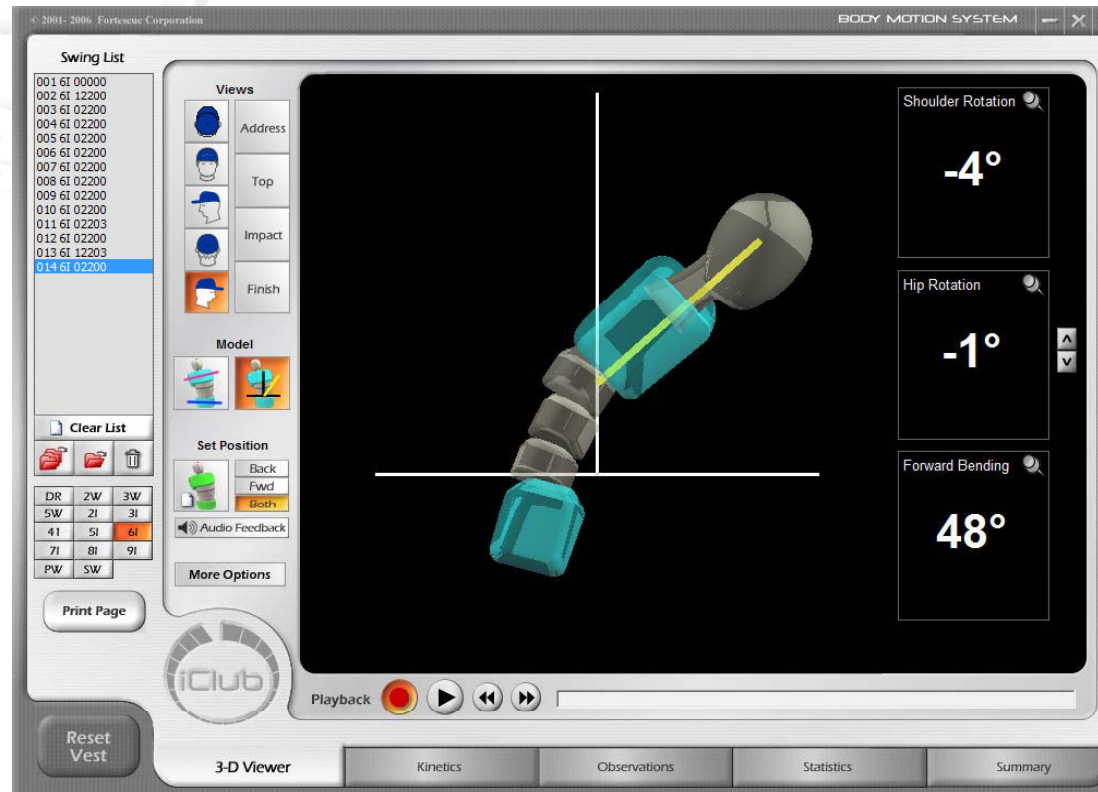 © 2001- 2006 Fortescue Corporation
BODY MOTION SYSTEM
Swing List
001 6I 00000
002 6I 12200
003 6I 02200
004 6I 02200
005 6I 02200
006 6I 02200
007 6I 02200
008 6I 02200
009 6I 02200
010 6I 02200
011 6I 02203
012 6I 02200
013 6I 12203
014 6I 02200
Clear List
DR 2W 3W
5W 2I 3I
4I 5I 6I
7I 8I 9I
PW SW
Print Page
Reset
Vest
Views
Address
Top
Impact
Finish
Model
Set Position
Back
Fwd
Both
Audio Feedback
More Options
iClub
Shoulder Rotation
-4°
Hip Rotation
-1°
Forward Bending
48°
Playback
3-D Viewer
Kinetics
Observations
Statistics
Summary